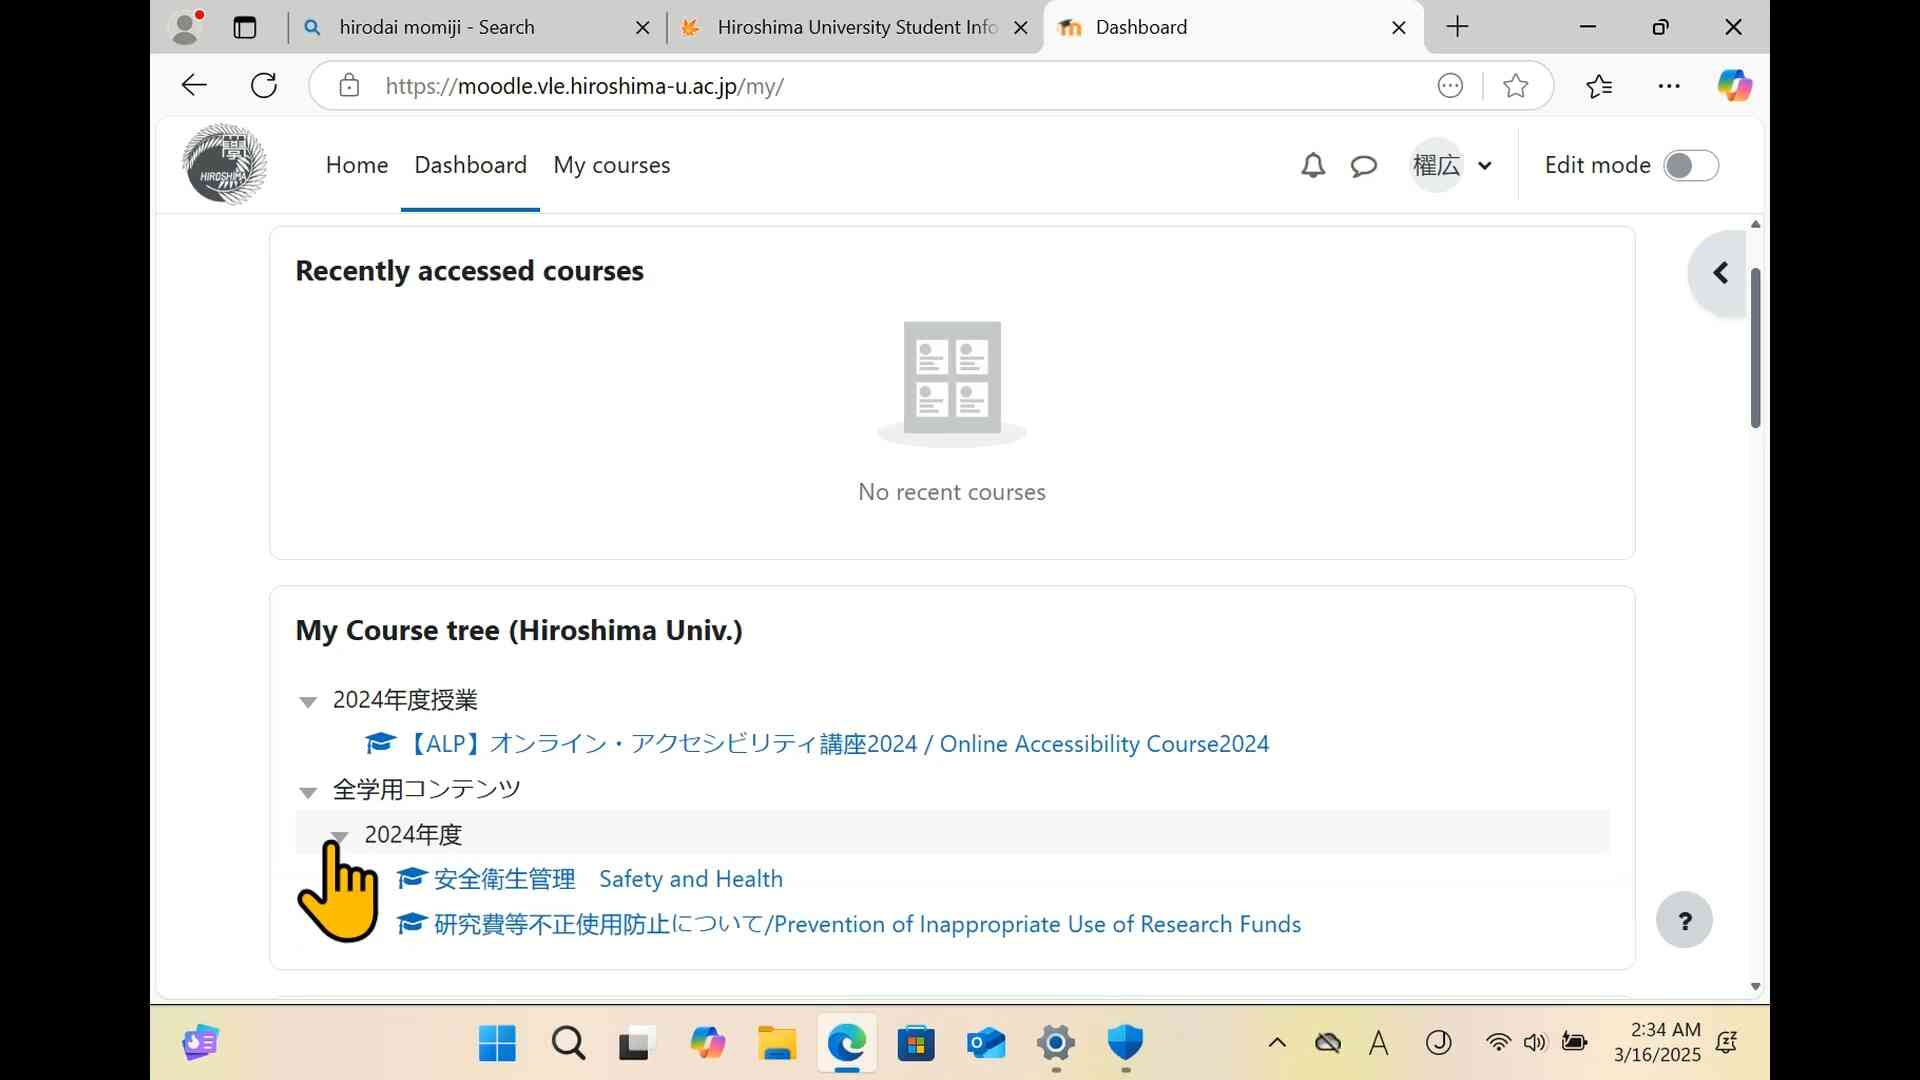 hirodai momiji - Search
Hiroshima University Student Info
Dashboard
https://moodle.vle.hiroshima-u.ac.jp/my/
學
HIROSHIMA
Home
Dashboard
My courses
櫂広
Edit mode
Recently accessed courses
No recent courses
My Course tree (Hiroshima Univ.)
2024年度授業
【ALP】オンライン・アクセシビリティ講座2024 / Online Accessibility Course2024
全学用コンテンツ
2024年度
安全衛生管理　Safety and Health
研究費等不正使用防止について/Prevention of Inappropriate Use of Research Funds
?
A
J
2:34 AM
3/16/2025